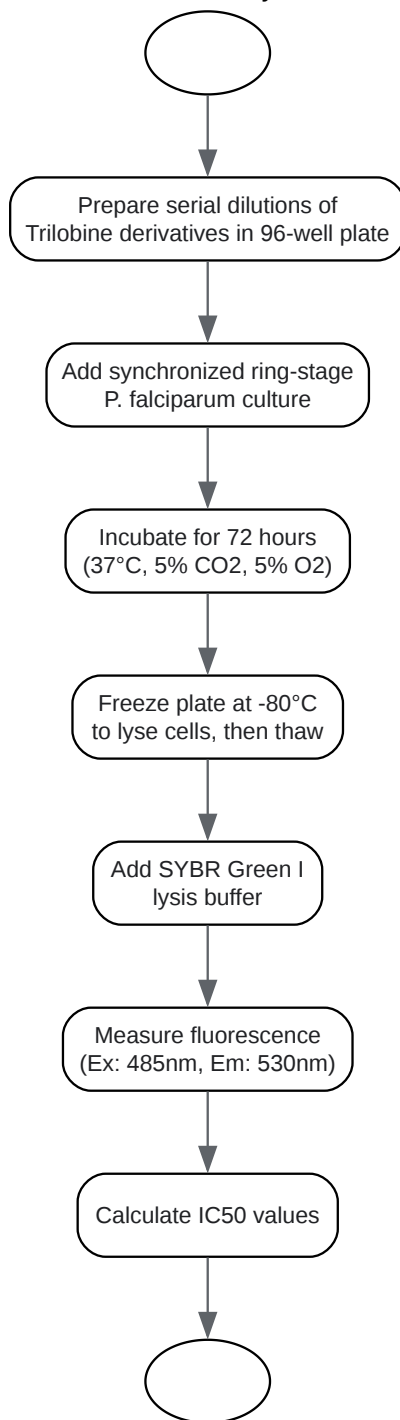 Prepare serial dilutions of
Trilobine derivatives in 96-well plate
Add synchronized ring-stage
P. falciparum culture
Incubate for 72 hours
(37°C, 5% CO2, 5% O2)
Freeze plate at -80°C
to lyse cells, then thaw
Add SYBR Green I
lysis buffer
Measure fluorescence
(Ex: 485nm, Em: 530nm)
Calculate IC50 values